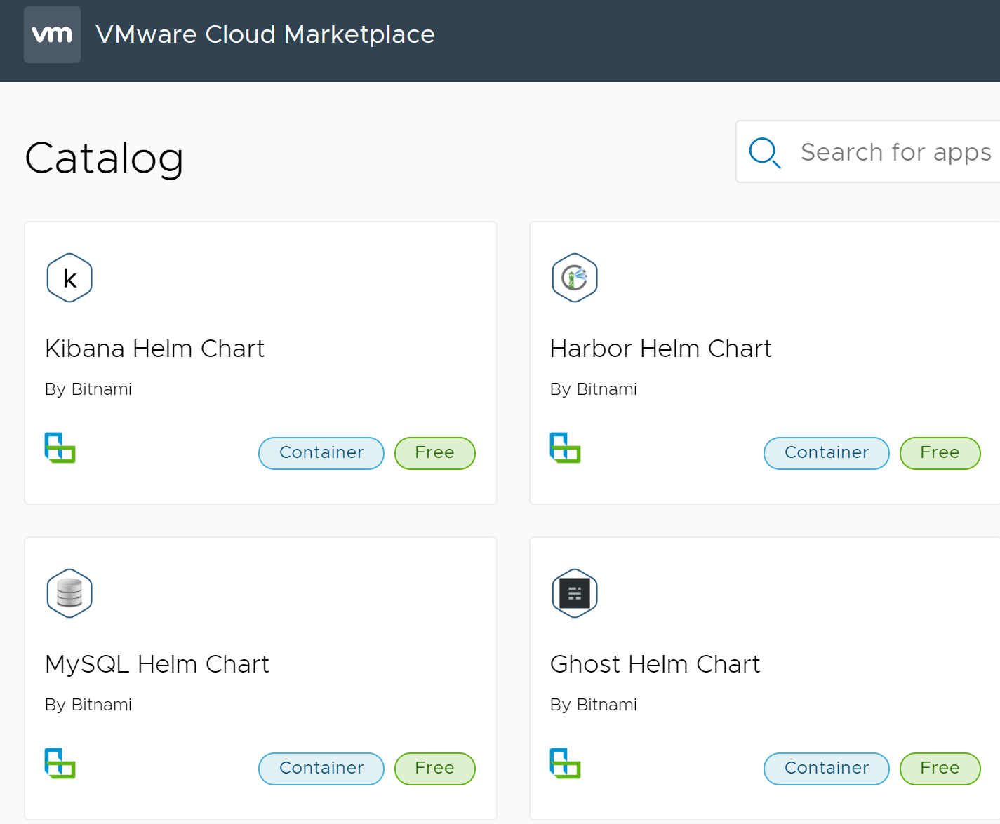 vm VMware Cloud Marketplace
Catalog
Search for apps
k
Kibana Helm Chart
By Bitnami
Container Free
Harbor Helm Chart
By Bitnami
Container Free
MySQL Helm Chart
By Bitnami
Container Free
Ghost Helm Chart
By Bitnami
Container Free